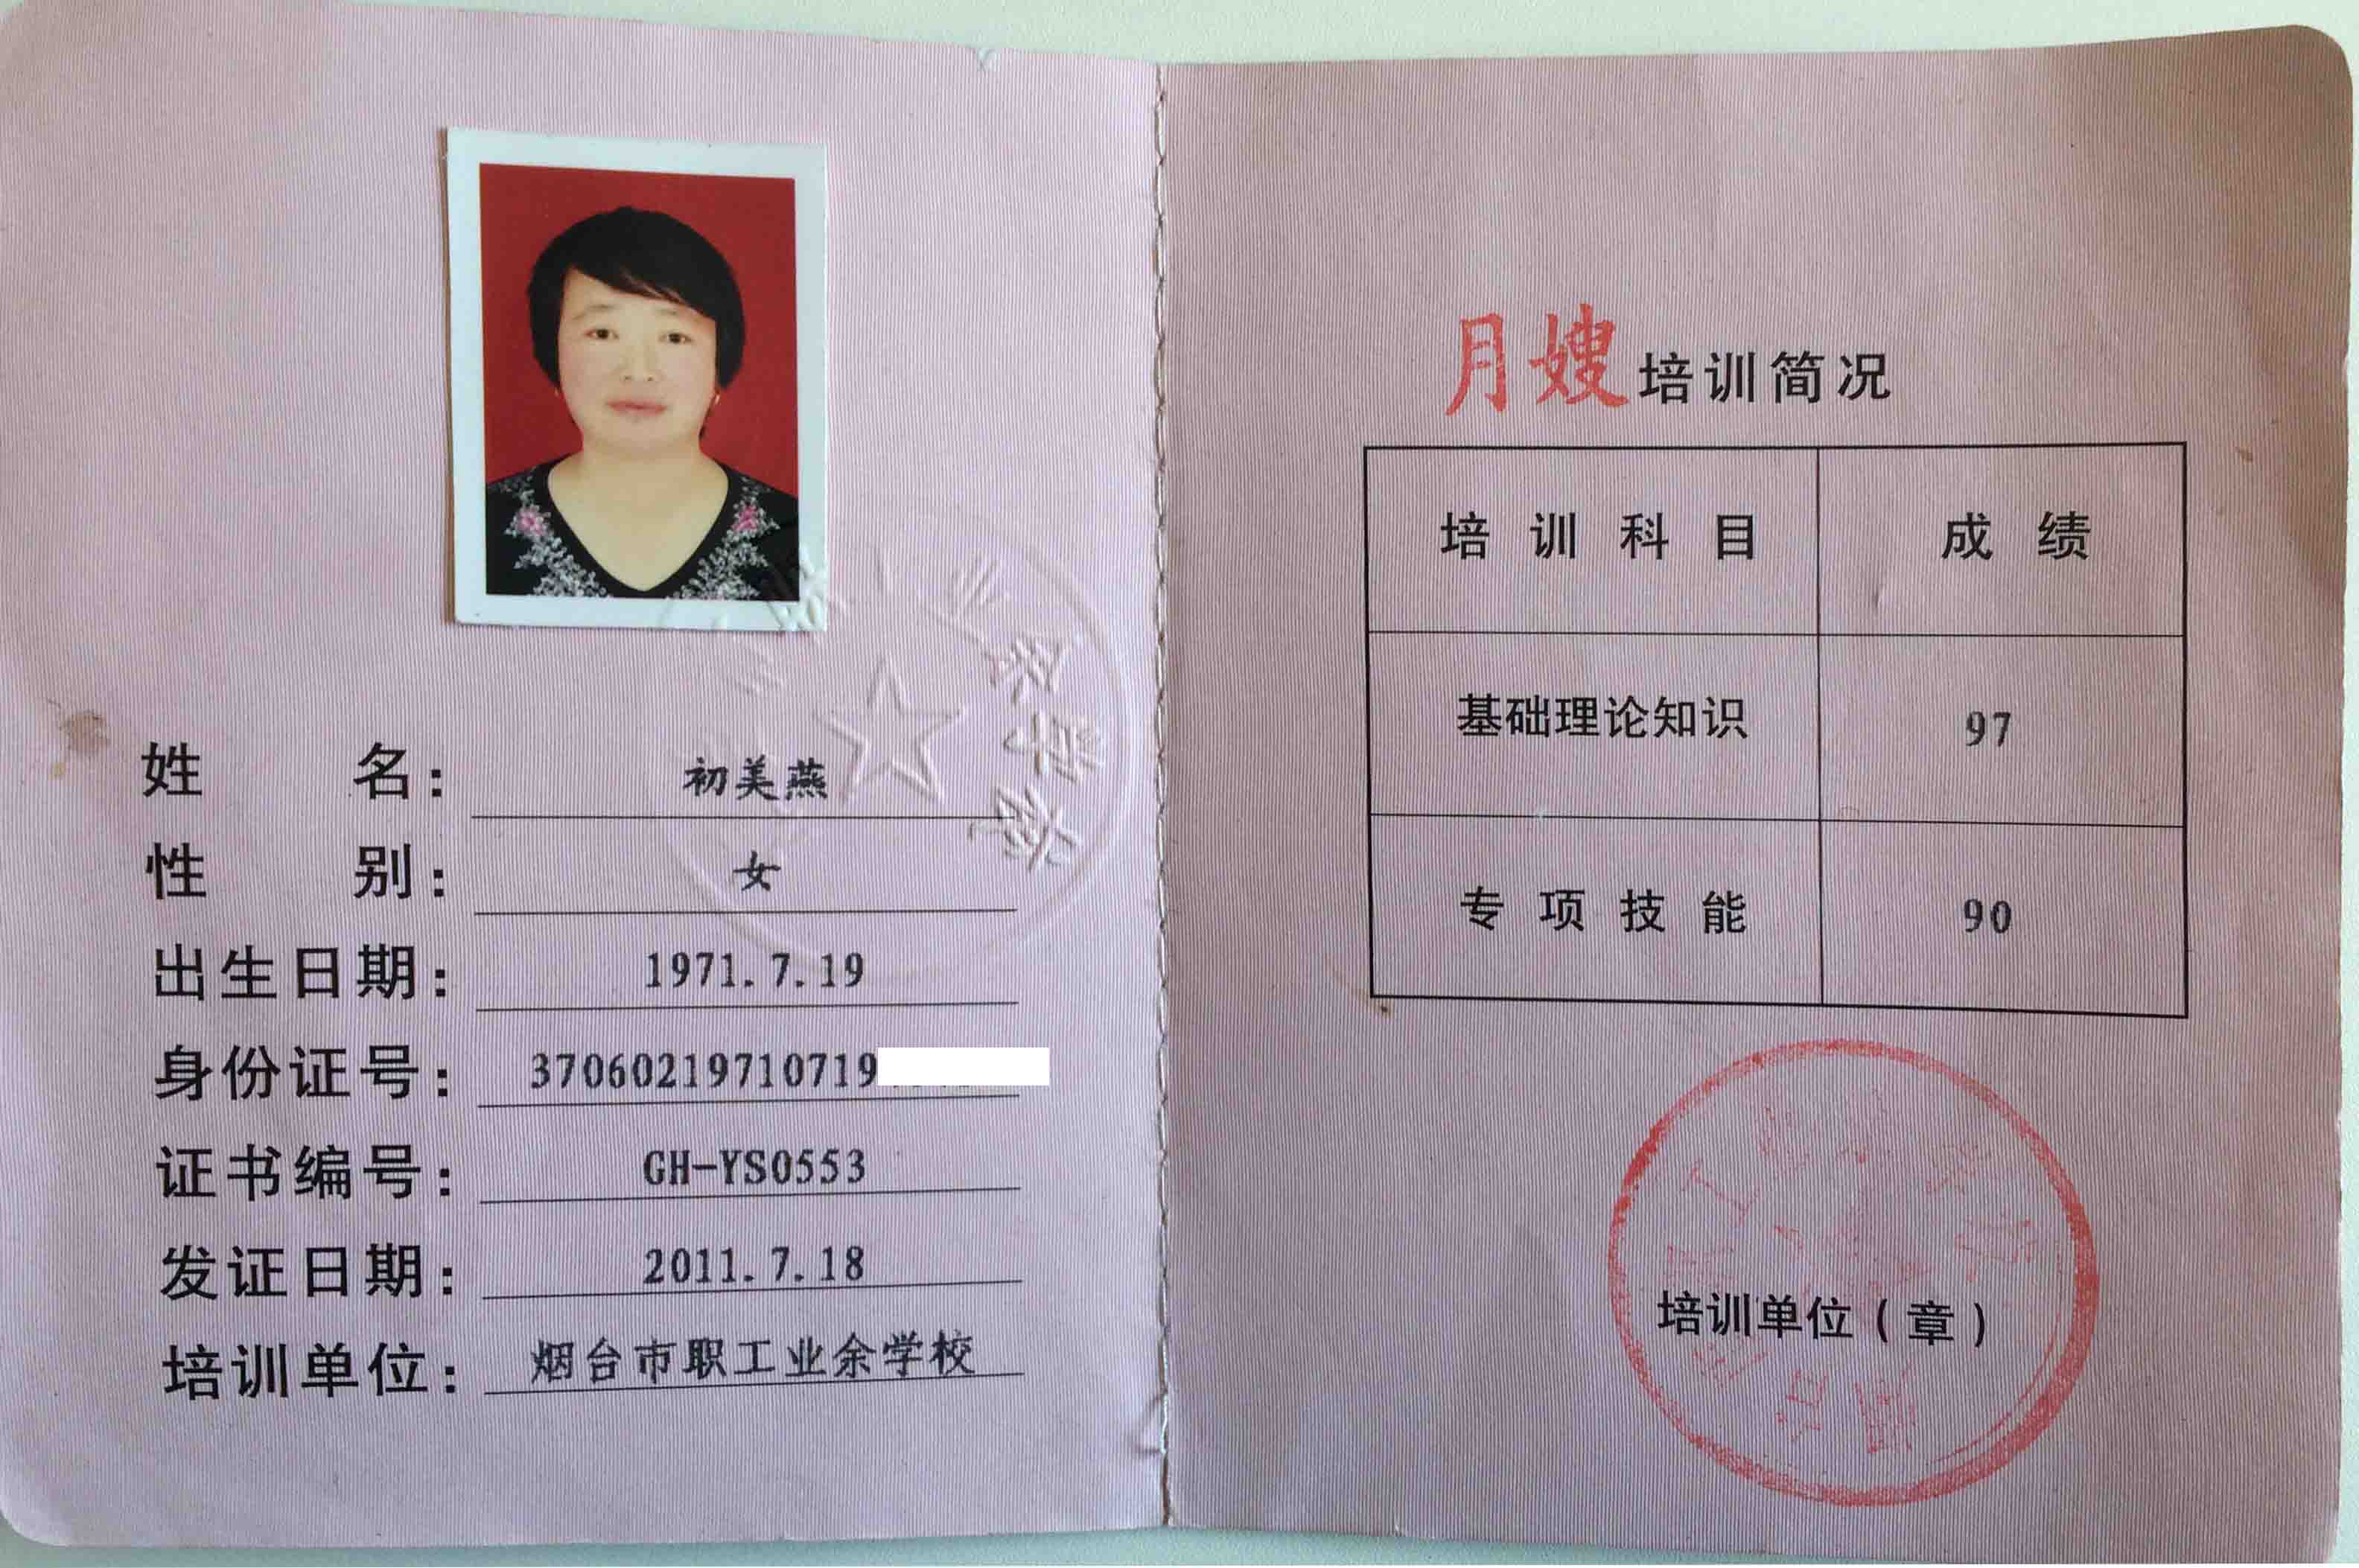 姓名：初美燕
性别：女
出生日期：1971.7.19
身份证号：37060219710719
证书编号：GH-YS0553
发证日期：2011.7.18
培训单位：烟台市职工业余学校
月嫂培训简况
培训科目 成绩
基础理论知识 97
专项技能 90
培训单位（章）